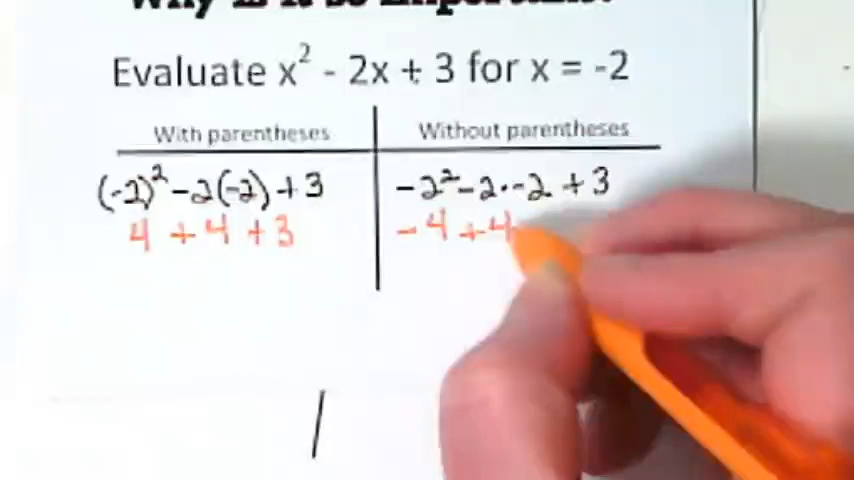 Evaluate x² - 2x + 3 for x = -2
With parentheses
Without parentheses
(-2)² - 2(-2) + 3
-2² - 2 · -2 + 3
4 + 4 + 3
-4 + 4